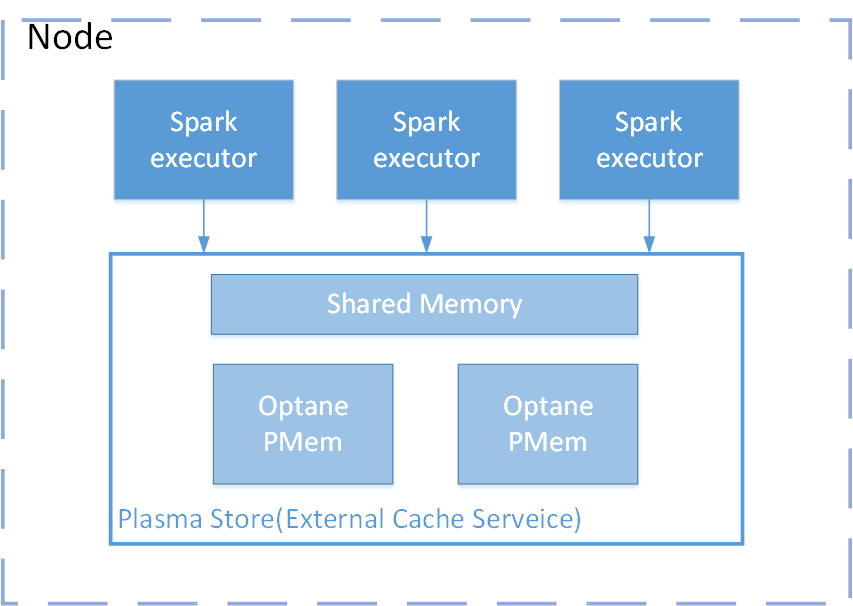 Node
Spark
executor
Spark
executor
Spark
executor
Shared Memory
Optane
PMem
Optane
PMem
Plasma Store(External Cache Serveice)